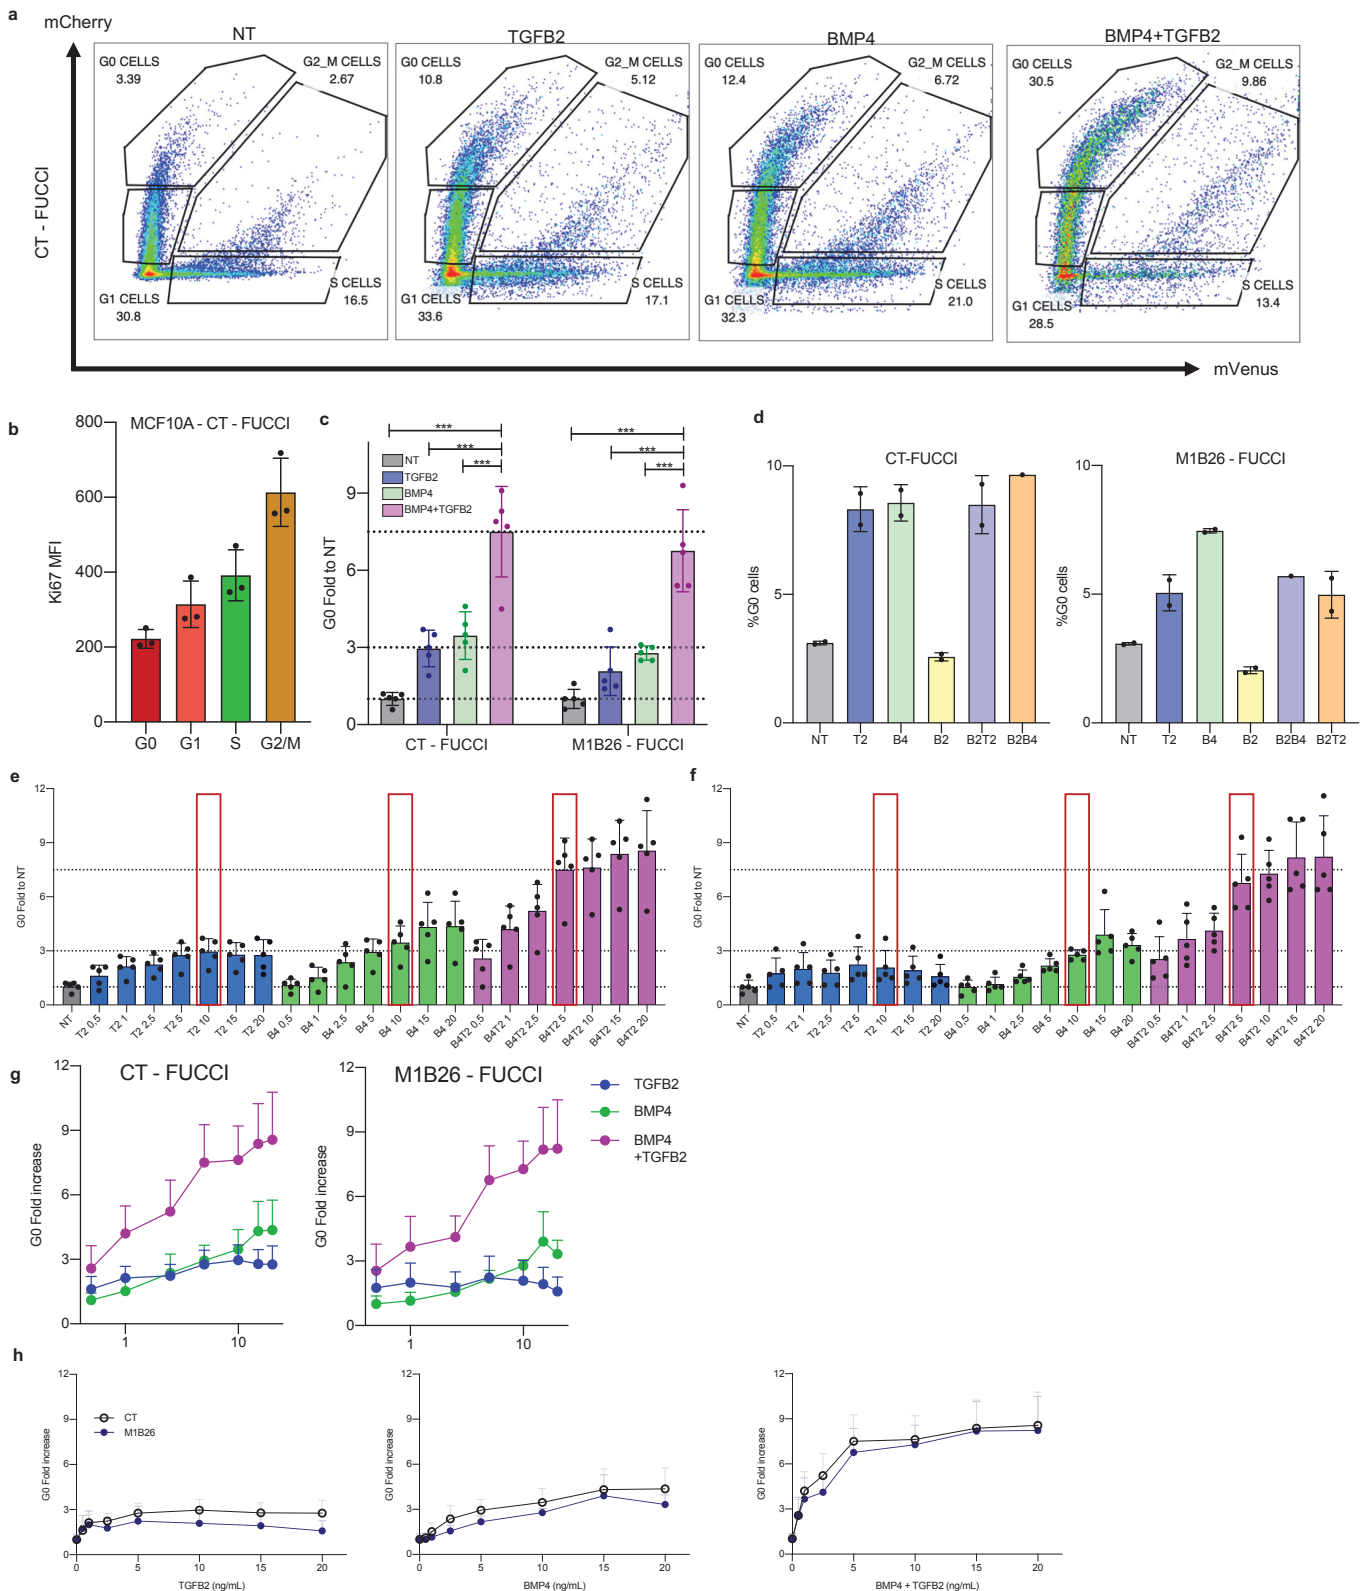 a
mCherry
NT
TGFB2
BMP4
BMP4+TGFB2
CT - FUCCI
G0 CELLS
3.39
G2_M CELLS
2.67
G1 CELLS
30.8
S CELLS
16.5
G0 CELLS
10.8
G2_M CELLS
5.12
G1 CELLS
33.6
S CELLS
17.1
G0 CELLS
12.4
G2_M CELLS
6.72
G1 CELLS
32.3
S CELLS
21.0
G0 CELLS
30.5
G2_M CELLS
9.86
G1 CELLS
28.5
S CELLS
13.4
mVenus
b
MCF10A - CT - FUCCI
Ki67 MFI
800
600
400
200
0
G0 G1 S G2/M
c
*** ***
*** ***
*** ***
NT
TGFB2
BMP4
BMP4+TGFB2
G0 Fold to NT
9
6
3
0
CT - FUCCI M1B26 - FUCCI
d
CT-FUCCI
%G0 cells
10
5
0
NT T2 B4 B2 B2T2 B2B4
M1B26 - FUCCI
%G0 cells
10
5
0
NT T2 B4 B2 B2B4 B2T2
e
G0 Fold to NT
12
9
6
3
0
NT T2 0,5 T2 1 T2 2,5 T2 5 T2 10 T2 15 T2 20 B4 0,5 B4 1 B4 2,5 B4 5 B4 10 B4 15 B4 20 B4T2 0,5 B4T2 1 B4T2 2,5 B4T2 5 B4T2 10 B4T2 15 B4T2 20
f
G0 Fold to NT
12
9
6
3
0
NT T2 0,5 T2 1 T2 2,5 T2 5 T2 10 T2 15 T2 20 B4 0,5 B4 1 B4 2,5 B4 5 B4 10 B4 15 B4 20 B4T2 0,5 B4T2 1 B4T2 2,5 B4T2 5 B4T2 10 B4T2 15 B4T2 20
g
CT - FUCCI
G0 Fold increase
12
9
6
3
0
1 10
M1B26 - FUCCI
G0 Fold increase
12
9
6
3
0
1 10
TGFB2
BMP4
BMP4
+TGFB2
h
G0 Fold increase
12
9
6
3
0
CT
M1B26
0 5 10 15 20
TGFB2 (ng/mL)
G0 Fold increase
12
9
6
3
0
0 5 10 15 20
BMP4 (ng/mL)
G0 Fold increase
12
9
6
3
0
0 5 10 15 20
BMP4 + TGFB2 (ng/mL)